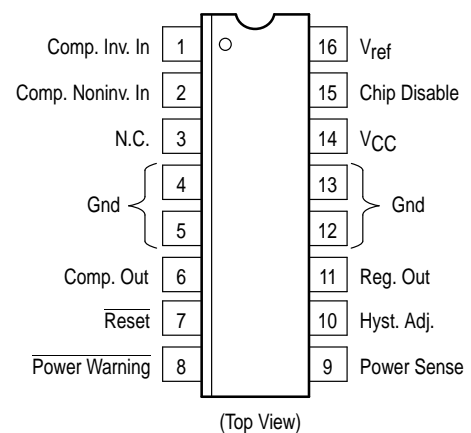 Comp. Inv. In 1 16 Vref
Comp. Noninv. In 2 15 Chip Disable
N.C. 3 14 VCC
4 13
Gnd Gnd
5 12
Comp. Out 6 11 Reg. Out
Reset 7 10 Hyst. Adj.
Power Warning 8 9 Power Sense
(Top View)